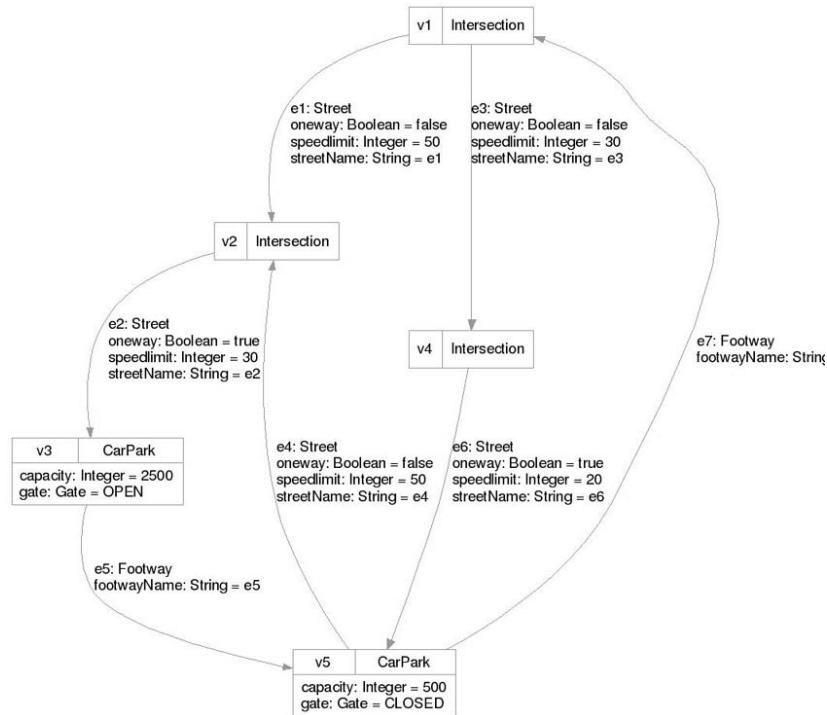 v1 Intersection
e1: Street
oneway: Boolean = false
speedlimit: Integer = 50
streetName: String = e1
e3: Street
oneway: Boolean = false
speedlimit: Integer = 30
streetName: String = e3
v2 Intersection
e2: Street
oneway: Boolean = true
speedlimit: Integer = 30
streetName: String = e2
v4 Intersection
e7: Footway
footwayName: String
v3 CarPark
capacity: Integer = 2500
gate: Gate = OPEN
e4: Street
oneway: Boolean = false
speedlimit: Integer = 50
streetName: String = e4
e6: Street
oneway: Boolean = true
speedlimit: Integer = 20
streetName: String = e6
e5: Footway
footwayName: String = e5
v5 CarPark
capacity: Integer = 500
gate: Gate = CLOSED